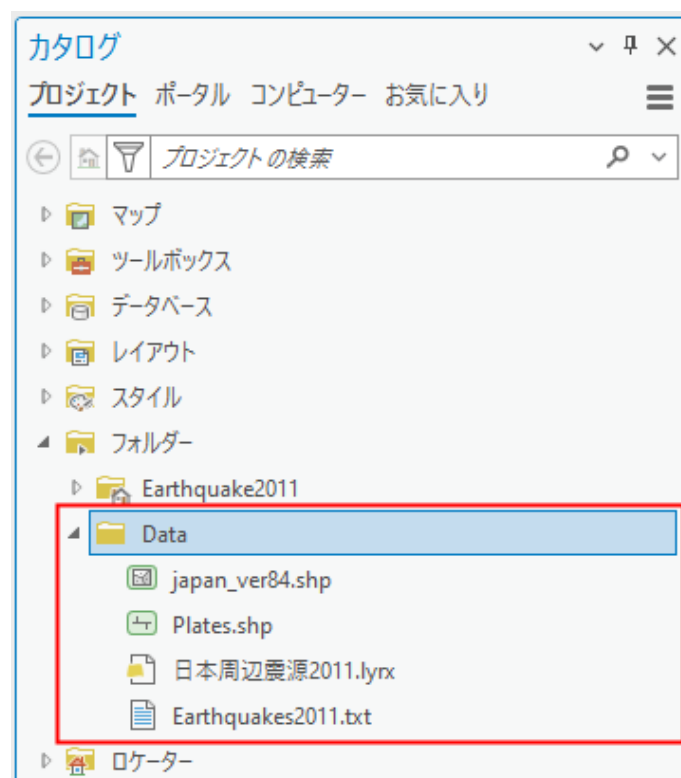 カタログ
プロジェクト ポータル コンピューター お気に入り
プロジェクトの検索
マップ
ツールボックス
データベース
レイアウト
スタイル
フォルダー
Earthquake2011
Data
japan_ver84.shp
Plates.shp
日本周辺震源2011.lyrx
Earthquakes2011.txt
ロケーター